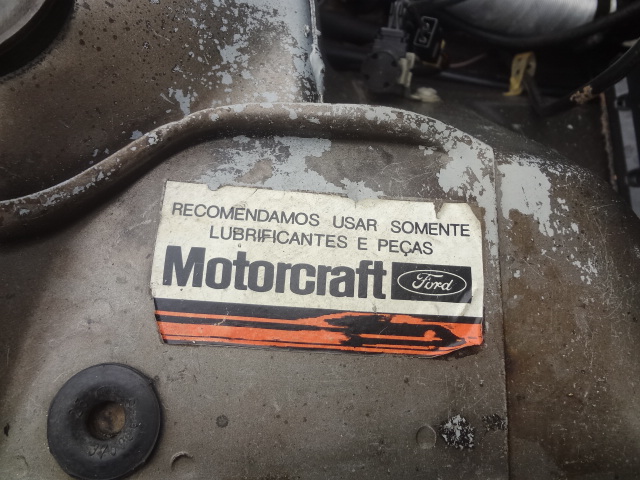 RECOMENDAMOS USAR SOMENTE
LUBRIFICANTES E PEÇAS
Motorcraft Ford